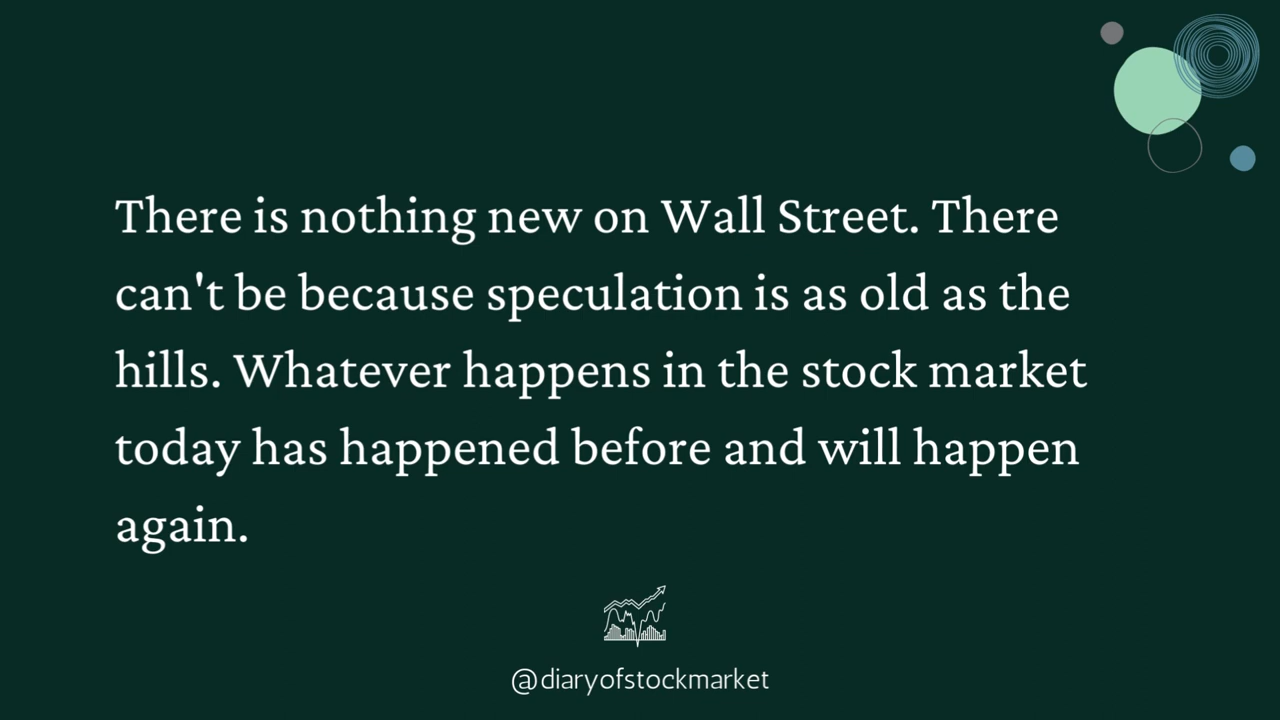 There is nothing new on Wall Street. There
can't be because speculation is as old as the
hills. Whatever happens in the stock market
today has happened before and will happen
again.
@diaryofstockmarket